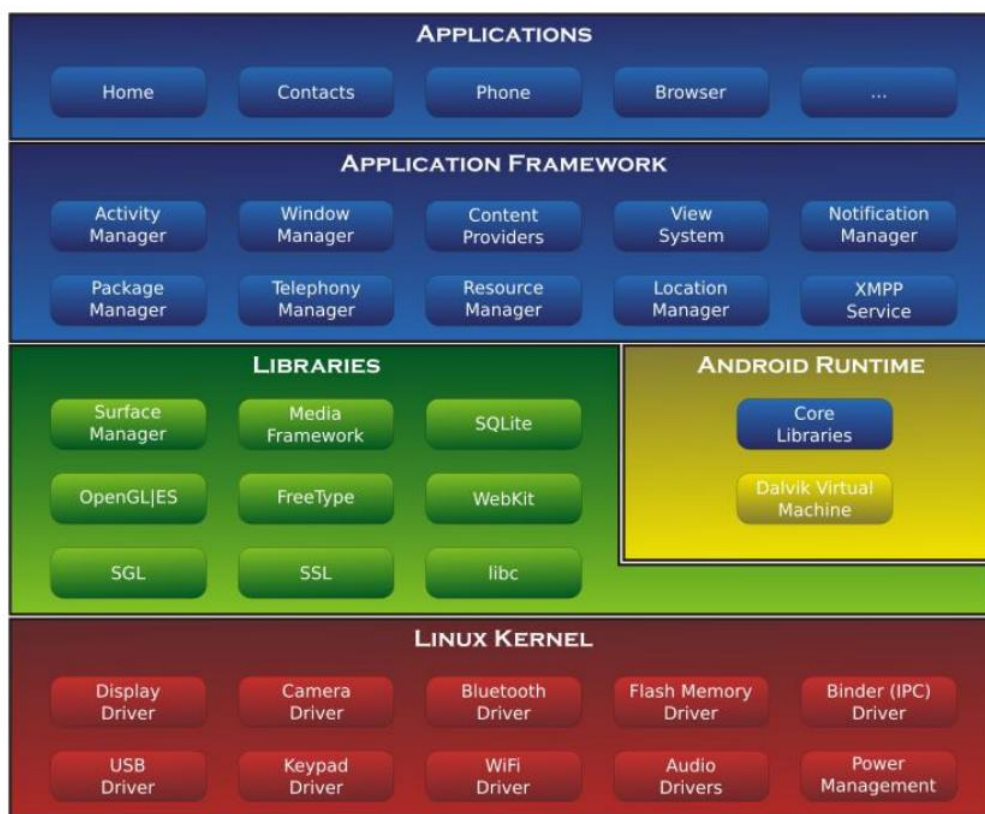 APPLICATIONS
Home
Contacts
Phone
Browser
...
APPLICATION FRAMEWORK
Activity
Manager
Window
Manager
Content
Providers
View
System
Notification
Manager
Package
Manager
Telephony
Manager
Resource
Manager
Location
Manager
XMPP
Service
LIBRARIES
Surface
Manager
Media
Framework
SQLite
OpenGL|ES
FreeType
WebKit
SGL
SSL
libc
ANDROID RUNTIME
Core
Libraries
Dalvik Virtual
Machine
LINUX KERNEL
Display
Driver
Camera
Driver
Bluetooth
Driver
Flash Memory
Driver
Binder (IPC)
Driver
USB
Driver
Keypad
Driver
WiFi
Driver
Audio
Drivers
Power
Management